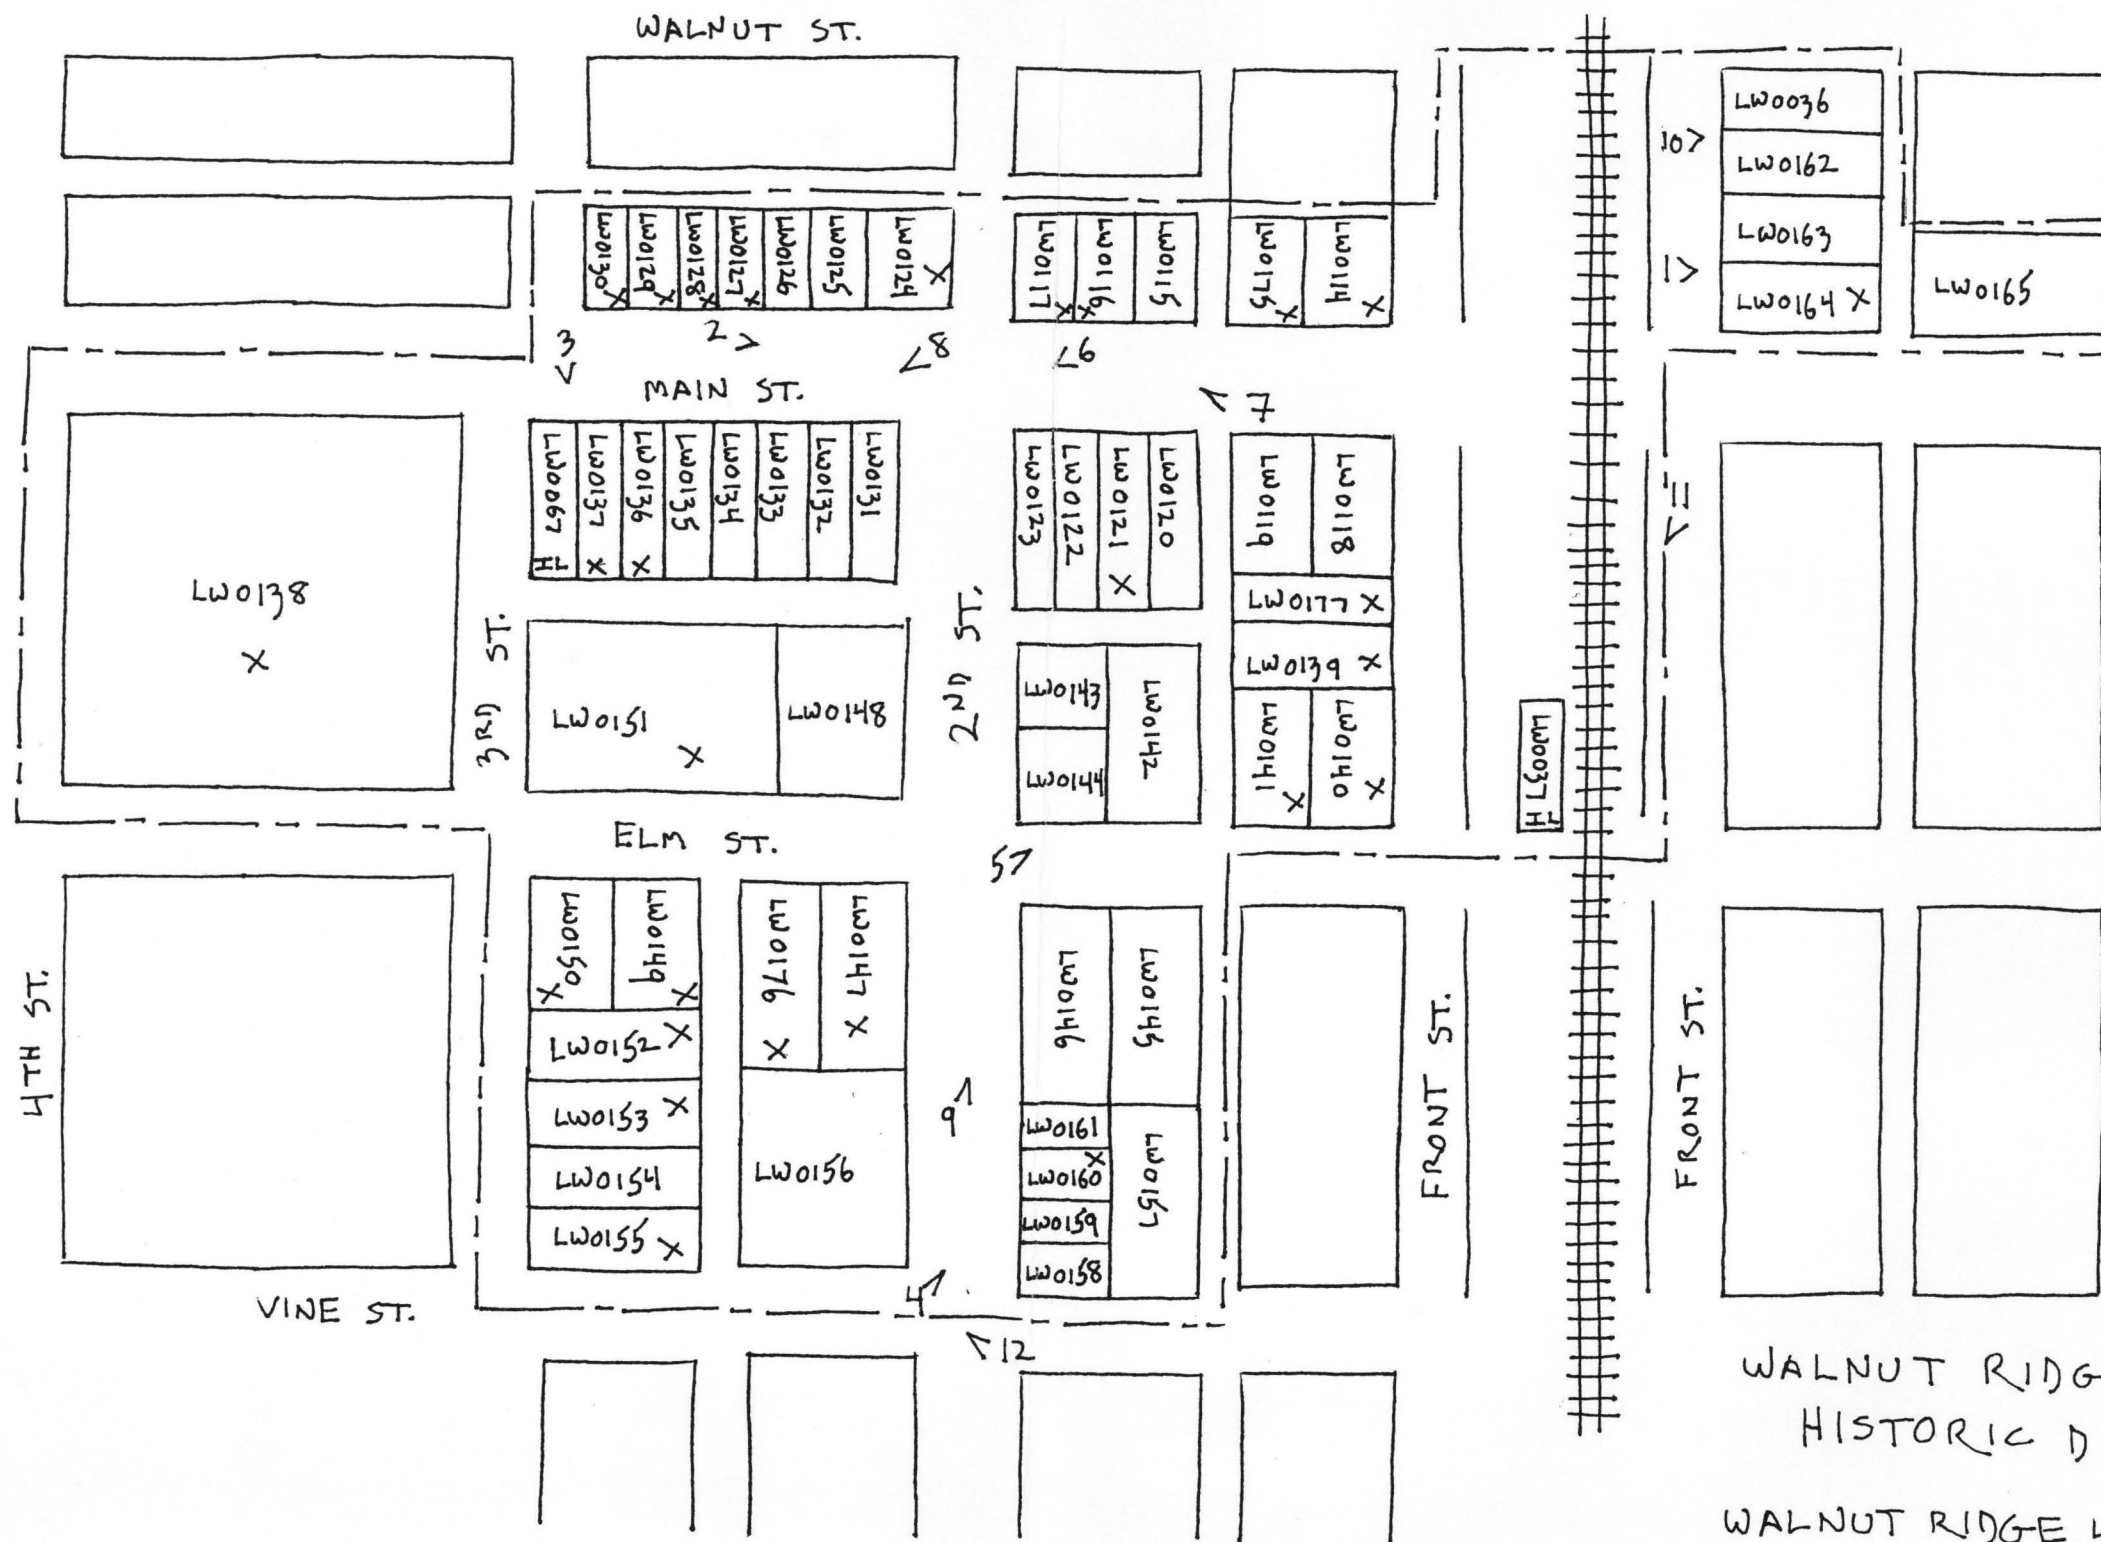 WALNUT ST.
LW0036
10>
LW0162
LW0163
1>
LW0164 X
LW0165
LW0130 X
LW0129 X
LW0128 X
LW0127 X
LW0126
LW0125
LW0124 X
LW0117 X
LW0116 X
LW0115
LW0175 X
LW0114 X
3
2 >
<8
<6
MAIN ST.
7
11
LW0138
X
LW0067 HL
LW0137 X
LW0136 X
LW0135
LW0134
LW0133
LW0132
LW0131
LW0123
LW0122
LW0121 X
LW0120
LW0119
LW0118
LW0177 X
LW0139 X
LW0141 X
LW0140 X
3RD ST.
LW0151
X
LW0148
2ND ST.
LW0143
LW0144
LW0142
LW0037 HL
ELM ST.
5
LW0150 X
LW0149 X
LW0152 X
LW0153 X
LW0154
LW0155 X
LW0176 X
LW0147 X
LW0156
9
LW0146
LW0145
LW0161
LW0160 X
LW0159
LW0158
LW0157
4TH ST.
FRONT ST.
FRONT ST.
VINE ST.
4
12
WALNUT RIDG
HISTORIC D
WALNUT RIDGE